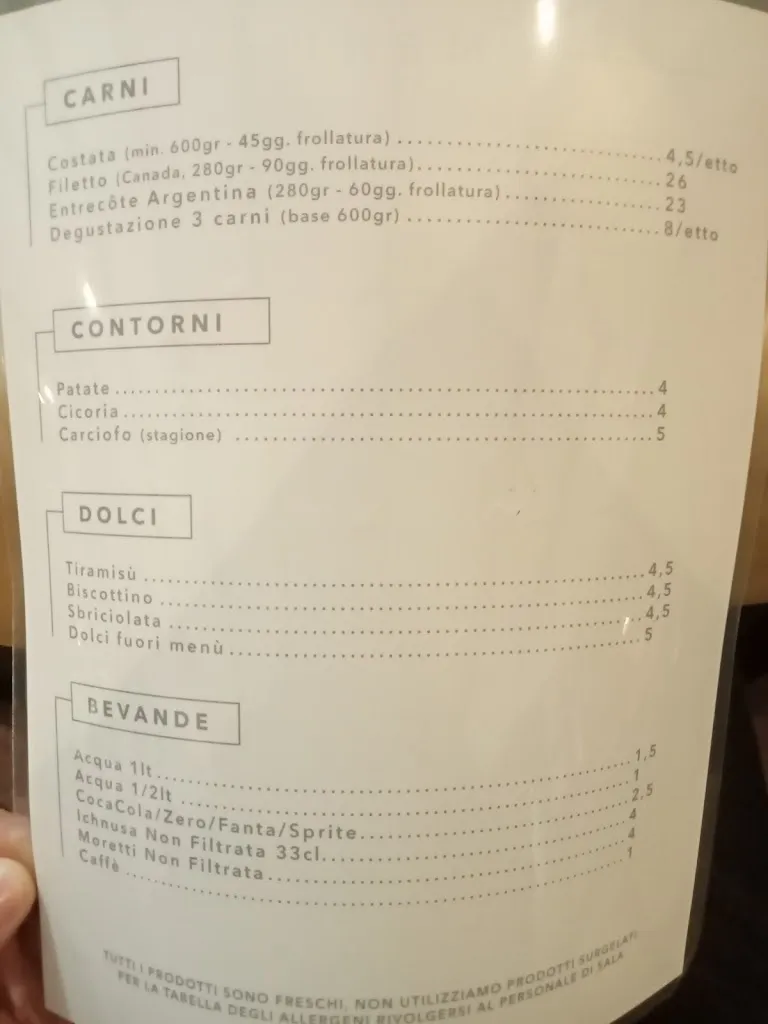 CARNI
Costata (min. 600gr - 45gg. frollatura) ........................ 4,5/etto
Filetto (Canada, 280gr - 90gg. frollatura)........................ 26
Entrecôte Argentina (280gr - 60gg. frollatura)................ 23
Degustazione 3 carni (base 600gr) ........................ 8/etto
CONTORNI
Patate ........................ 4
Cicoria ........................ 4
Carciofo (stagione) ........................ 5
DOLCI
Tiramisù ........................ 4,5
Biscottino ........................ 4,5
Sbriciolata ........................ 4,5
Dolci fuori menù ........................ 5
BEVANDE
Acqua 1lt ........................ 1,5
Acqua 1/2lt ........................ 1
CocaCola/Zero/Fanta/Sprite ........................ 2,5
Ichnusa Non Filtrata 33cl ........................ 4
Moretti Non Filtrata ........................ 4
Caffè ........................ 1
TUTTI I PRODOTTI SONO FRESCHI, NON UTILIZZIAMO PRODOTTI SURGELATI
PER LA TABELLA DEGLI ALLERGENI RIVOLGERSI AL PERSONALE DI SALA